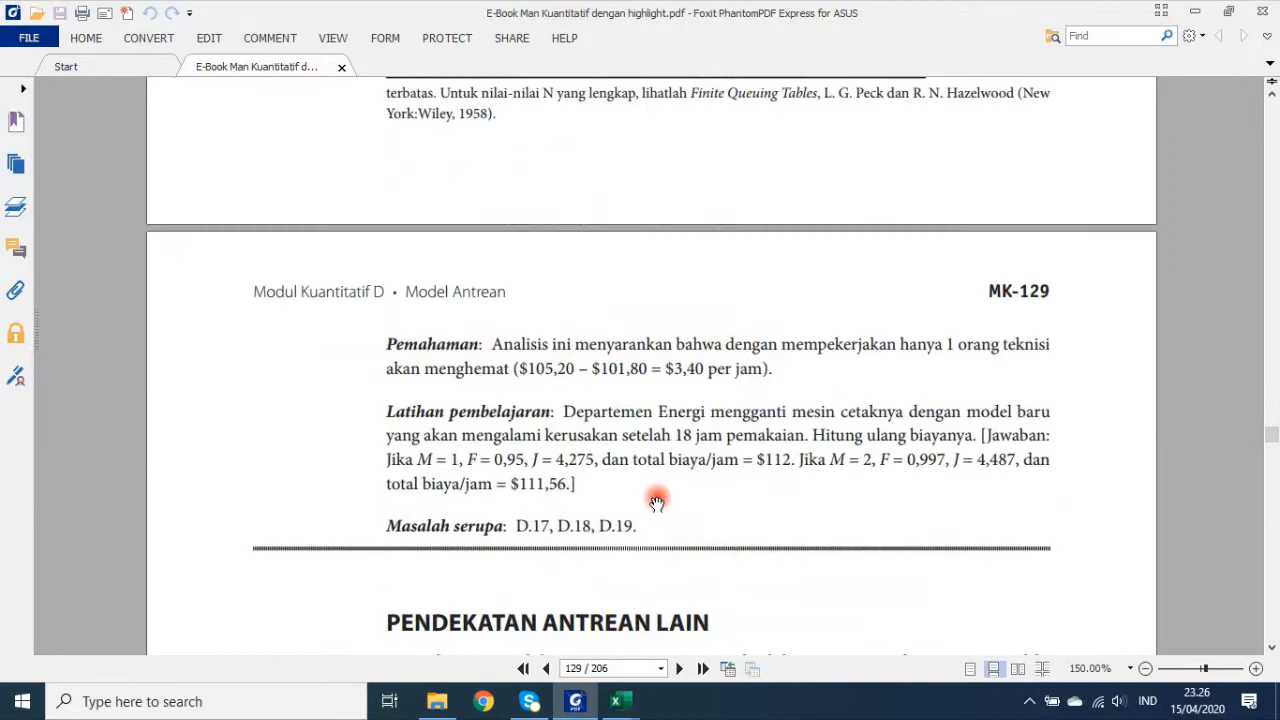 E-Book Man Kuantitatif dengan highlight.pdf - Foxit PhantomPDF Express for ASUS
FILE HOME CONVERT EDIT COMMENT VIEW FORM PROTECT SHARE HELP Find
Start E-Book Man Kuantitatif d...
terbatas. Untuk nilai-nilai N yang lengkap, lihatlah Finite Queuing Tables, L. G. Peck dan R. N. Hazelwood (New
York:Wiley, 1958).
Modul Kuantitatif D • Model Antrean MK-129
Pemahaman: Analisis ini menyarankan bahwa dengan mempekerjakan hanya 1 orang teknisi
akan menghemat ($105,20 – $101,80 = $3,40 per jam).
Latihan pembelajaran: Departemen Energi mengganti mesin cetaknya dengan model baru
yang akan mengalami kerusakan setelah 18 jam pemakaian. Hitung ulang biayanya. [Jawaban:
Jika M = 1, F = 0,95, J = 4,275, dan total biaya/jam = $112. Jika M = 2, F = 0,997, J = 4,487, dan
total biaya/jam = $111,56.]
Masalah serupa: D.17, D.18, D.19.
PENDEKATAN ANTREAN LAIN
129 / 206 150.00%
Type here to search IND 23.26
15/04/2020